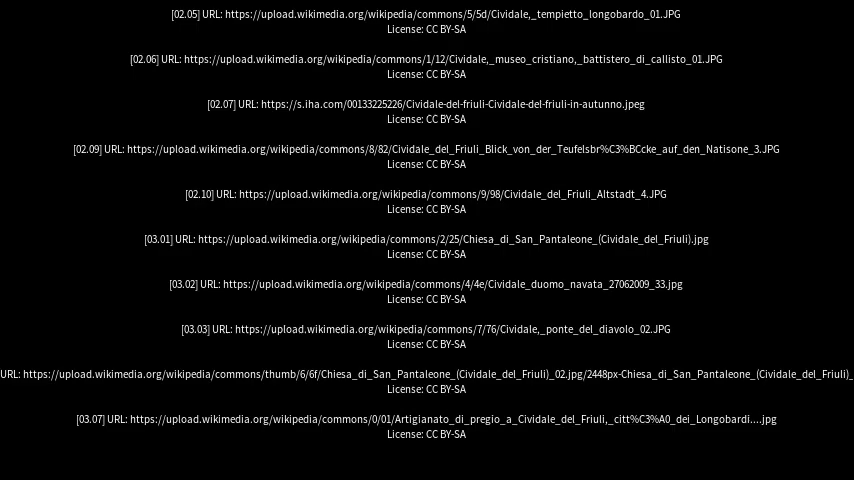 [02.05] URL: https://upload.wikimedia.org/wikipedia/commons/5/5d/Cividale,_tempietto_longobardo_01.JPG
License: CC BY-SA
[02.06] URL: https://upload.wikimedia.org/wikipedia/commons/1/12/Cividale,_museo_cristiano,_battistero_di_callisto_01.JPG
License: CC BY-SA
[02.07] URL: https://s.iha.com/00133225226/Cividale-del-friuli-Cividale-del-friuli-in-autunno.jpeg
License: CC BY-SA
[02.09] URL: https://upload.wikimedia.org/wikipedia/commons/8/82/Cividale_del_Friuli_Blick_von_der_Teufelsbr%C3%BCcke_auf_den_Natisone_3.JPG
License: CC BY-SA
[02.10] URL: https://upload.wikimedia.org/wikipedia/commons/9/98/Cividale_del_Friuli_Altstadt_4.JPG
License: CC BY-SA
[03.01] URL: https://upload.wikimedia.org/wikipedia/commons/2/25/Chiesa_di_San_Pantaleone_(Cividale_del_Friuli).jpg
License: CC BY-SA
[03.02] URL: https://upload.wikimedia.org/wikipedia/commons/4/4e/Cividale_duomo_navata_27062009_33.jpg
License: CC BY-SA
[03.03] URL: https://upload.wikimedia.org/wikipedia/commons/7/76/Cividale,_ponte_del_diavolo_02.JPG
License: CC BY-SA
URL: https://upload.wikimedia.org/wikipedia/commons/thumb/6/6f/Chiesa_di_San_Pantaleone_(Cividale_del_Friuli)_02.jpg/2448px-Chiesa_di_San_Pantaleone_(Cividale_del_Friuli)_
License: CC BY-SA
[03.07] URL: https://upload.wikimedia.org/wikipedia/commons/0/01/Artigianato_di_pregio_a_Cividale_del_Friuli,_citt%C3%A0_dei_Longobardi....jpg
License: CC BY-SA